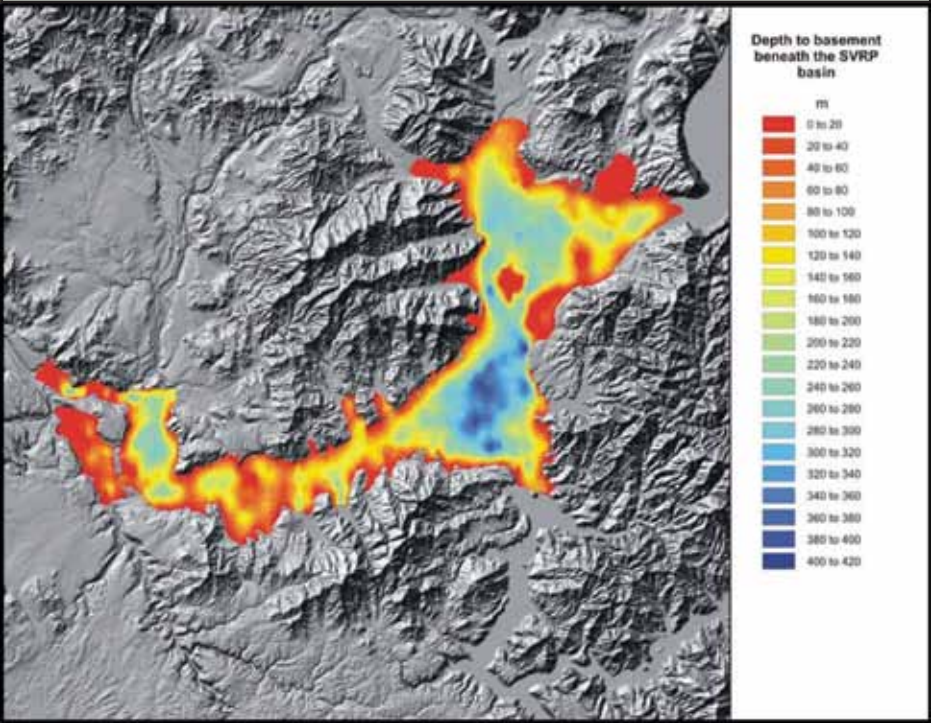 Depth to basement
beneath the SVRP
basin
m
0 to 20
20 to 40
40 to 60
60 to 80
80 to 100
100 to 120
120 to 140
140 to 160
160 to 180
180 to 200
200 to 220
220 to 240
240 to 260
260 to 280
280 to 300
300 to 320
320 to 340
340 to 360
360 to 380
380 to 400
400 to 420